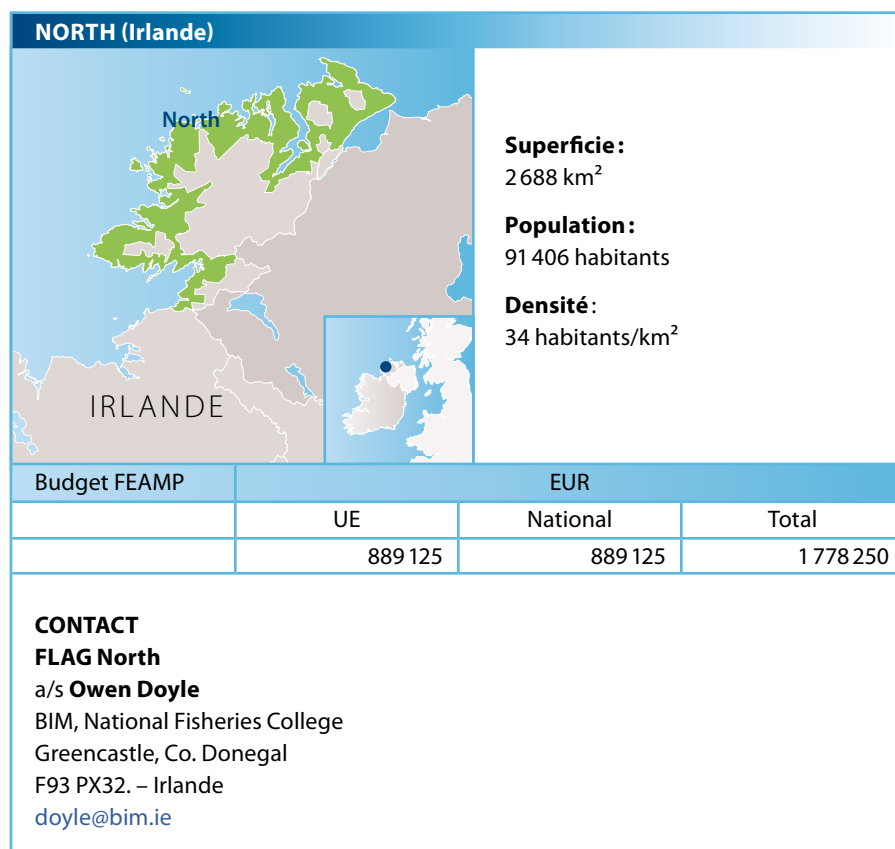 NORTH (Irlande)
North
IRLANDE
Superficie :
2 688 km²
Population :
91 406 habitants
Densité :
34 habitants/km²
Budget FEAMP EUR
UE National Total
889 125 889 125 1 778 250
CONTACT
FLAG North
a/s Owen Doyle
BIM, National Fisheries College
Greencastle, Co. Donegal
F93 PX32. – Irlande
doyle@bim.ie